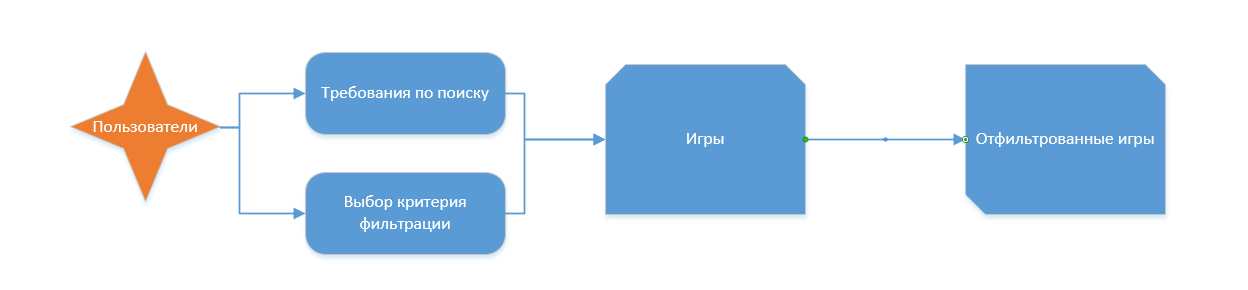 Пользователи
Требования по поиску
Выбор критерия
фильтрации
Игры
Отфильтрованные игры